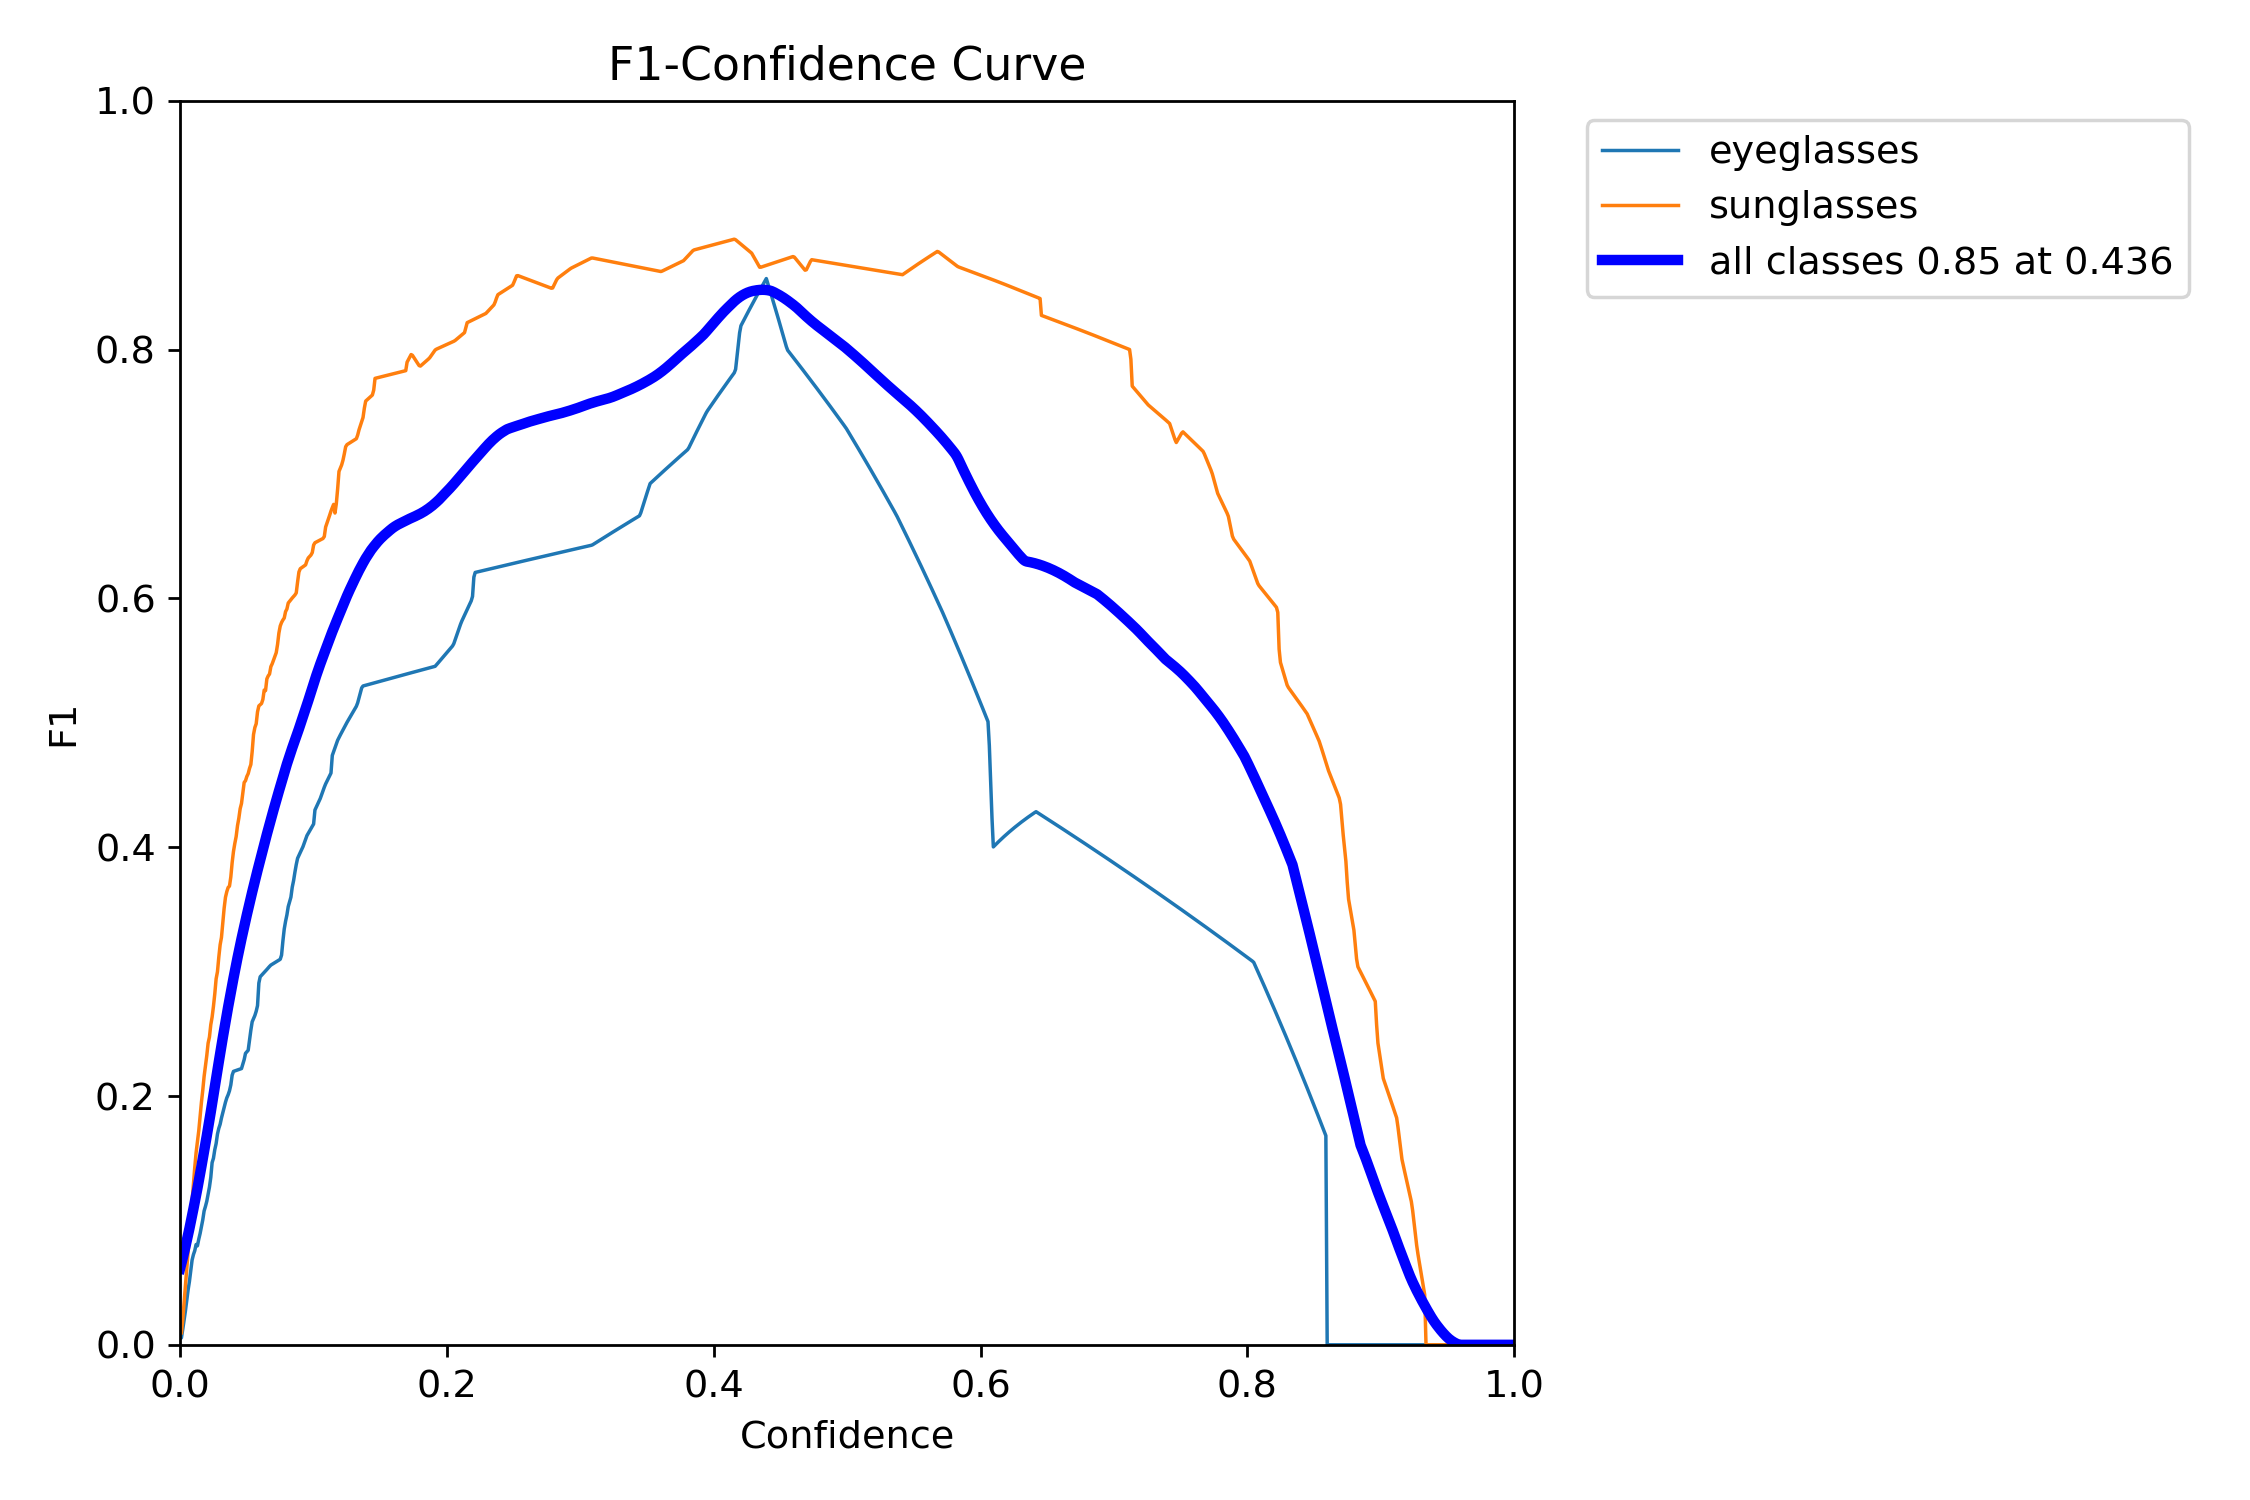 F1-Confidence Curve
eyeglasses
sunglasses
all classes 0.85 at 0.436
1.0
0.8
0.6
0.4
0.2
0.0
F1
0.0 0.2 0.4 0.6 0.8 1.0
Confidence